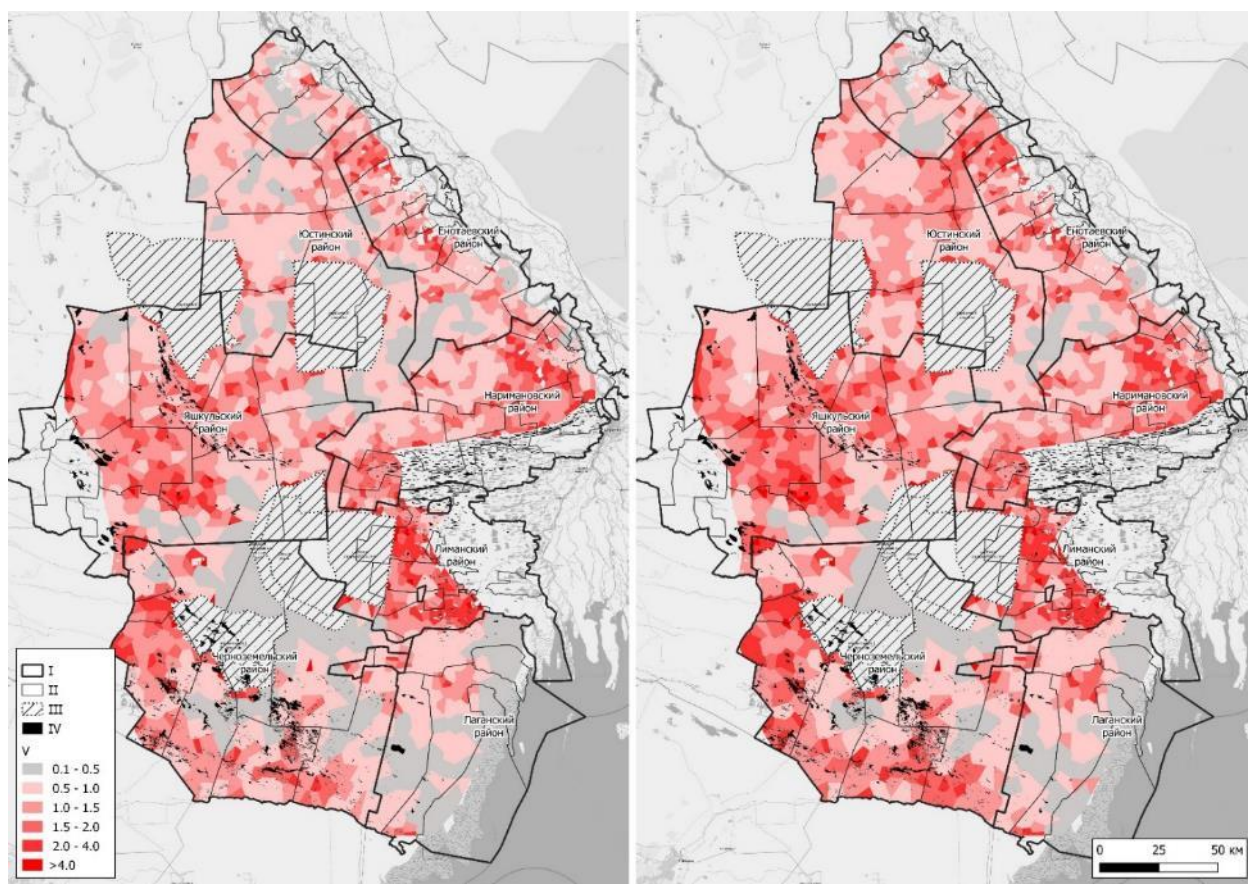 Юстинский
район
Енотаевский
район
Наримановский
район
Яшкульский
район
Лиманский
район
Черноземельский
район
Лаганский
район
I
II
III
IV
V
0.1 - 0.5
0.5 - 1.0
1.0 - 1.5
1.5 - 2.0
2.0 - 4.0
>4.0
Юстинский
район
Енотаевский
район
Наримановский
район
Яшкульский
район
Лиманский
район
Черноземельский
район
Лаганский
район
0 25 50 км